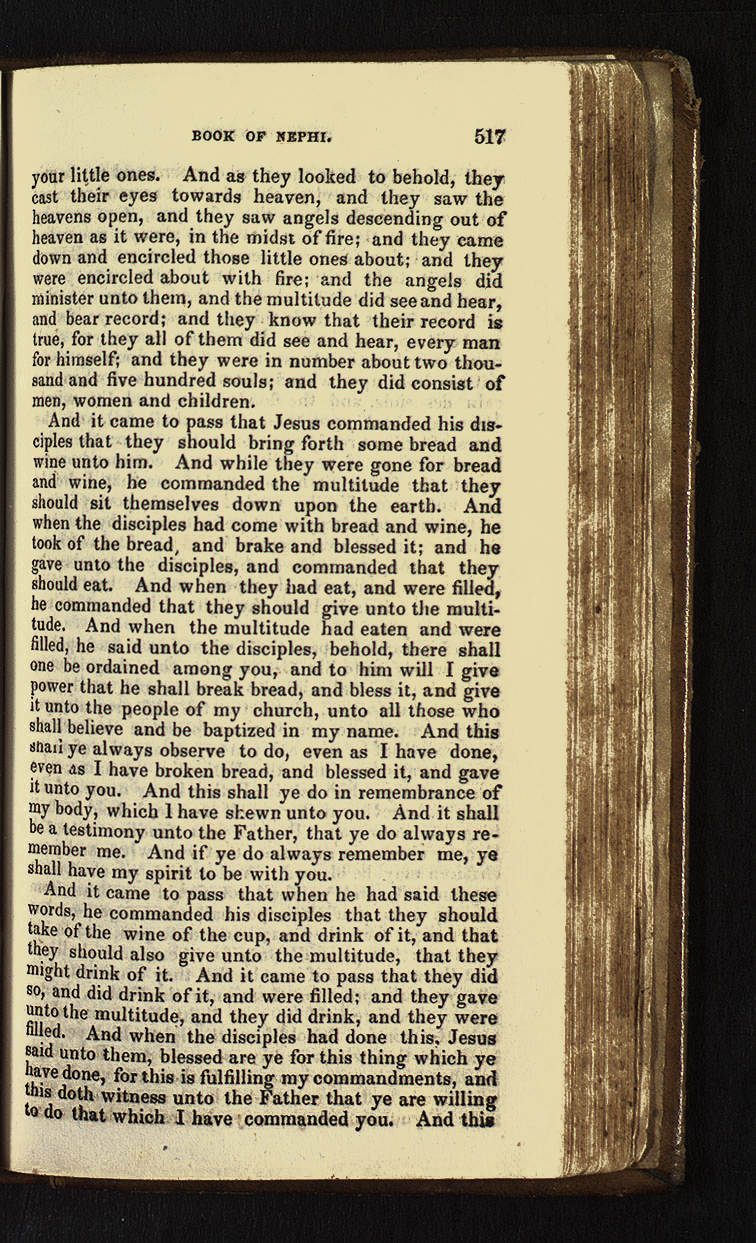 BOOK OF NEPHI. 517
your little ones. And as they looked to behold, they
cast their eyes towards heaven, and they saw the
heavens open, and they saw angels descending out of
heaven as it were, in the midst of fire; and they came
down and encircled those little ones about; and they
were encircled about with fire; and the angels did
minister unto them, and the multitude did see and hear,
and bear record; and they know that their record is
true, for they all of them did see and hear, every man
for himself; and they were in number about two thou-
sand and five hundred souls; and they did consist of
men, women and children.
And it came to pass that Jesus commanded his dis-
ciples that they should bring forth some bread and
wine unto him. And while they were gone for bread
and wine, he commanded the multitude that they
should sit themselves down upon the earth. And
when the disciples had come with bread and wine, he
took of the bread, and brake and blessed it; and he
gave unto the disciples, and commanded that they
should eat. And when they had eat, and were filled,
he commanded that they should give unto the multi-
tude. And when the multitude had eaten and were
filled, he said unto the disciples, behold, there shall
one be ordained among you, and to him will I give
power that he shall break bread, and bless it, and give
it unto the people of my church, unto all those who
shall believe and be baptized in my name. And this
shall ye always observe to do, even as I have done,
even as I have broken bread, and blessed it, and gave
it unto you. And this shall ye do in remembrance of
my body, which I have shewn unto you. And it shall
be a testimony unto the Father, that ye do always re-
member me. And if ye do always remember me, ye
shall have my spirit to be with you.
And it came to pass that when he had said these
words, he commanded his disciples that they should
take of the wine of the cup, and drink of it, and that
they should also give unto the multitude, that they
might drink of it. And it came to pass that they did
so, and did drink of it, and were filled; and they gave
unto the multitude, and they did drink, and they were
filled. And when the disciples had done this, Jesus
said unto them, blessed are ye for this thing which ye
have done, for this is fulfilling my commandments, and
this doth witness unto the Father that ye are willing
to do that which I have commanded you. And this